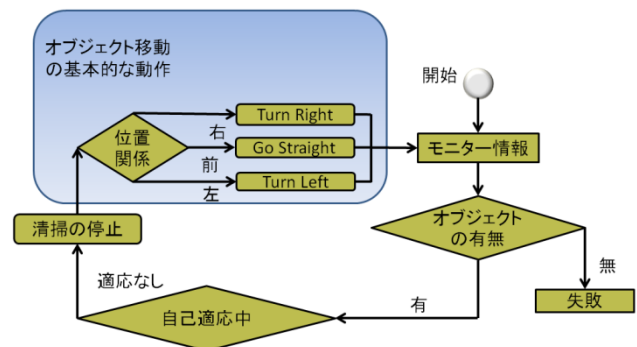 オブジェクト移動
の基本的な動作
開始
位置
関係
右
前
左
Turn Right
Go Straight
Turn Left
モニター情報
オブジェクト
の有無
無
失敗
有
自己適応中
適応なし
清掃の停止